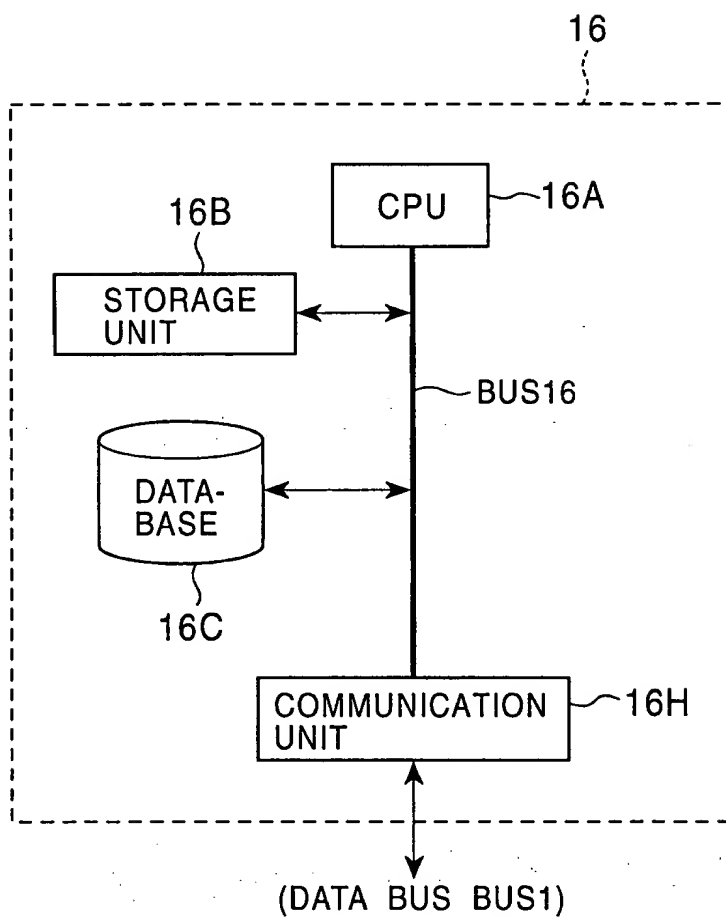 16
CPU
16A
16B
STORAGE
UNIT
BUS16
DATA-
BASE
16C
COMMUNICATION
UNIT
16H
(DATA BUS BUS1)